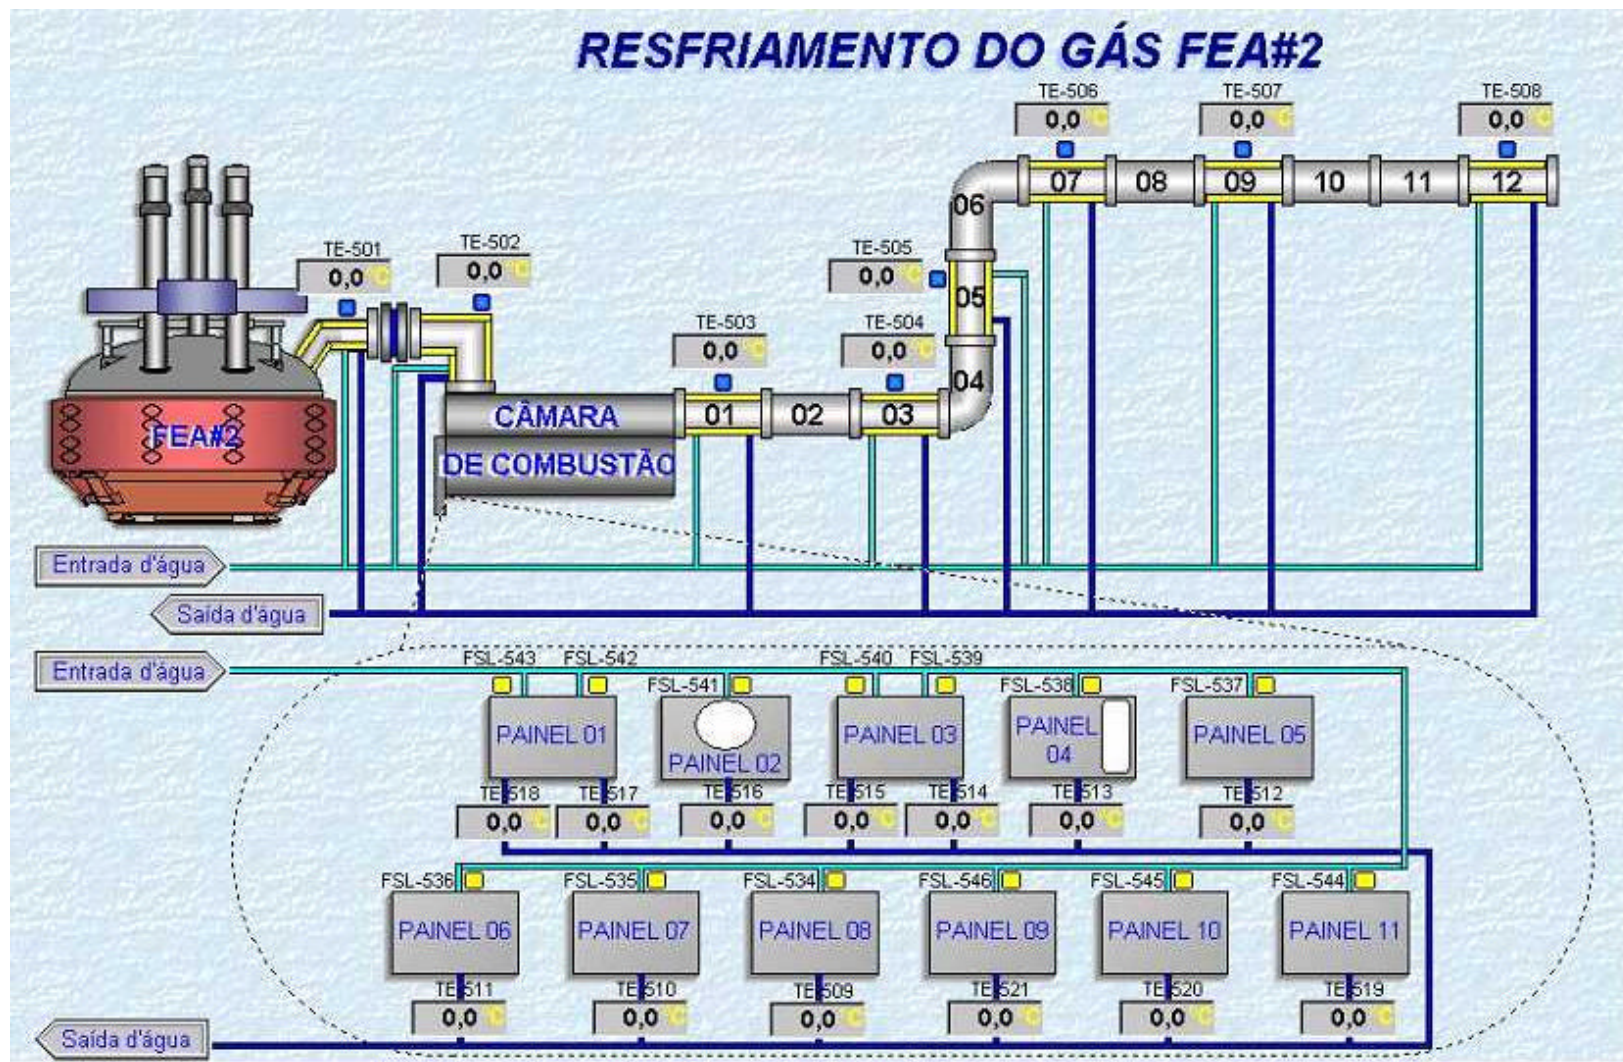 RESFRIAMENTO DO GÁS FEA#2
TE-506
TE-507
TE-508
0,0 °C
0,0 °C
0,0 °C
07
08
09
10
11
12
06
TE-501
TE-502
TE-505
0,0 °C
0,0 °C
0,0 °C
05
TE-503
TE-504
0,0 °C
0,0 °C
04
FEA#2
CÂMARA
DE COMBUSTÃO
01
02
03
Entrada d'água
Saída d'água
Entrada d'água
FSL-543
FSL-542
FSL-541
FSL-540
FSL-539
FSL-538
FSL-537
PAINEL 01
PAINEL 02
PAINEL 03
PAINEL
04
PAINEL 05
TE-518
TE-517
TE-516
TE-515
TE-514
TE-513
TE-512
0,0 °C
0,0 °C
0,0 °C
0,0 °C
0,0 °C
0,0 °C
0,0 °C
FSL-536
FSL-535
FSL-534
FSL-546
FSL-545
FSL-544
PAINEL 06
PAINEL 07
PAINEL 08
PAINEL 09
PAINEL 10
PAINEL 11
TE-511
TE-510
TE-509
TE-521
TE-520
TE-519
0,0 °C
0,0 °C
0,0 °C
0,0 °C
0,0 °C
0,0 °C
Saída d'água